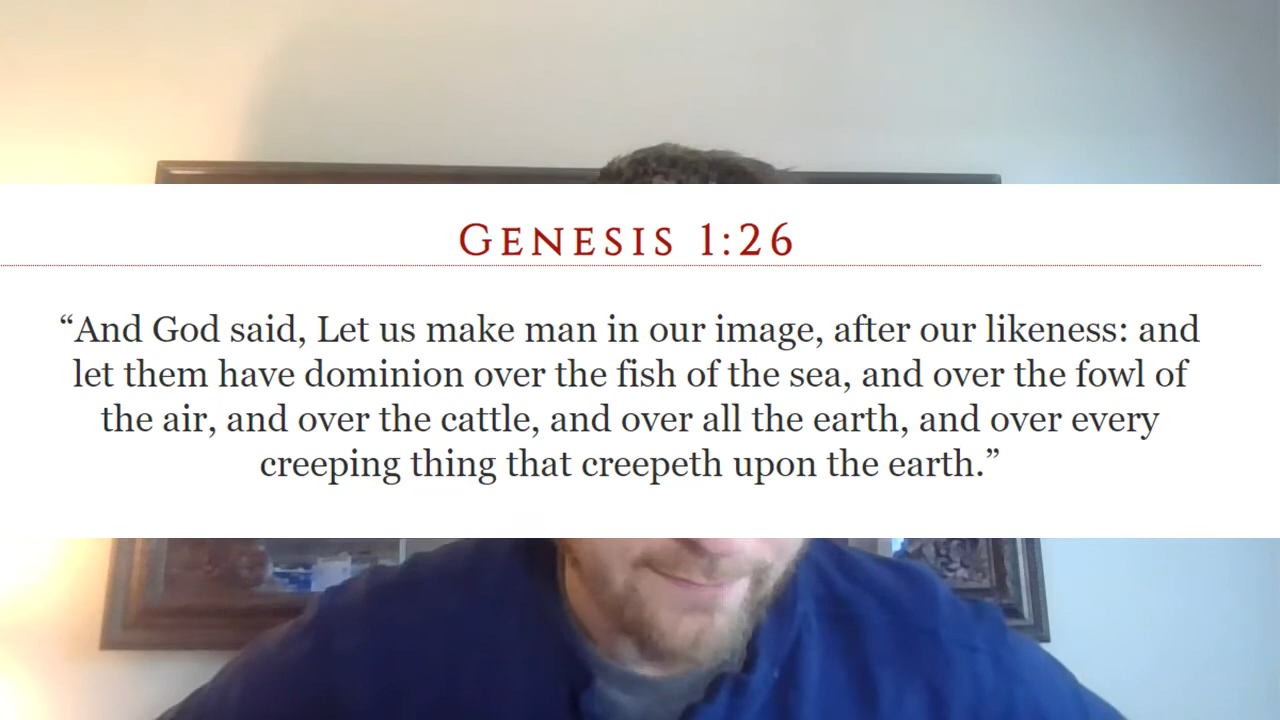 GENESIS 1:26
“And God said, Let us make man in our image, after our likeness: and
let them have dominion over the fish of the sea, and over the fowl of
the air, and over the cattle, and over all the earth, and over every
creeping thing that creepeth upon the earth.”